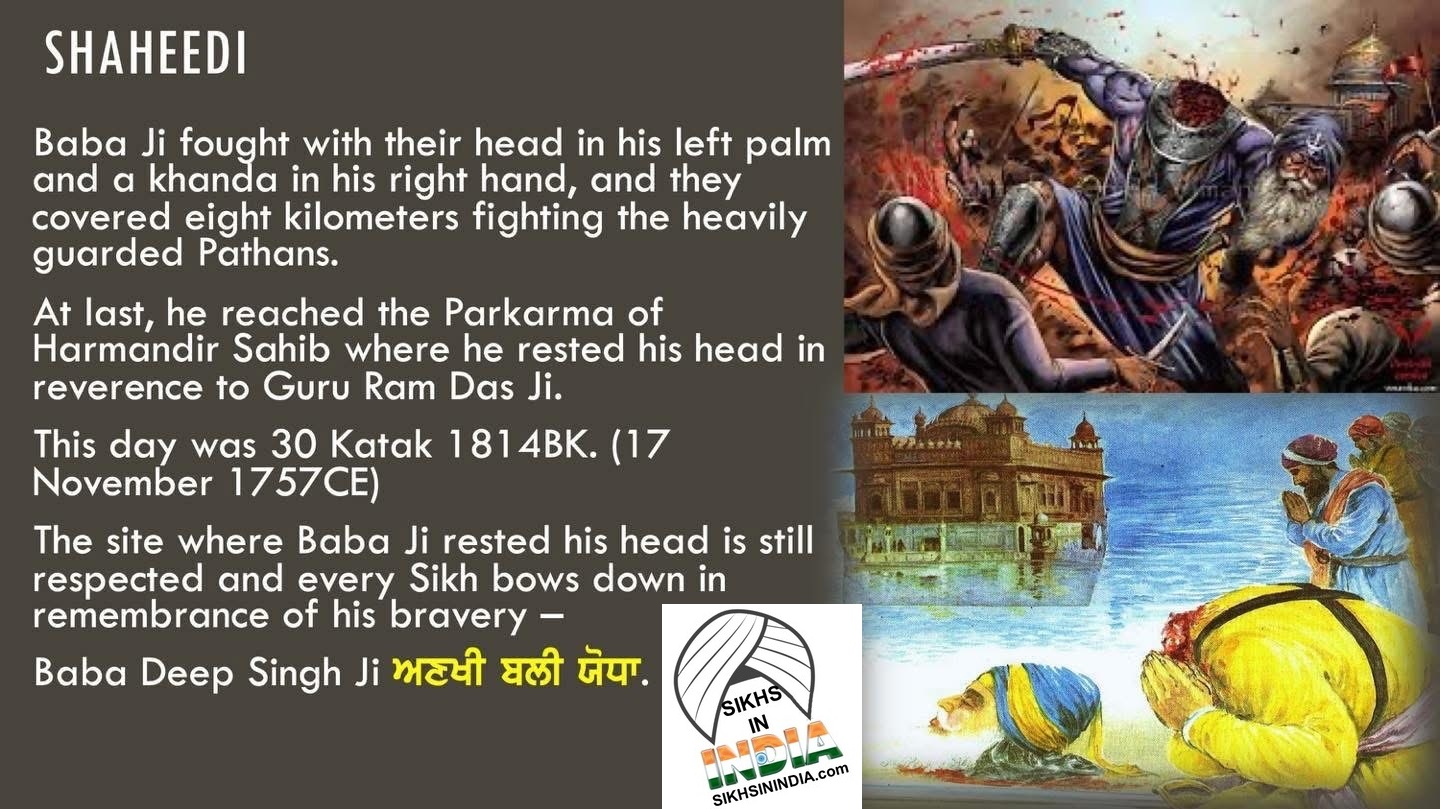 SHAHEEDI
Baba Ji fought with their head in his left palm
and a khanda in his right hand, and they
covered eight kilometers fighting the heavily
guarded Pathans.
At last, he reached the Parkarma of
Harmandir Sahib where he rested his head in
reverence to Guru Ram Das Ji.
This day was 30 Katak 1814BK. (17
November 1757CE)
The site where Baba Ji rested his head is still
respected and every Sikh bows down in
remembrance of his bravery –
Baba Deep Singh Ji ਅਣਖੀ ਬਲੀ ਯੋਧਾ.
SIKHS
IN
INDIA
SIKHSININDIA.com